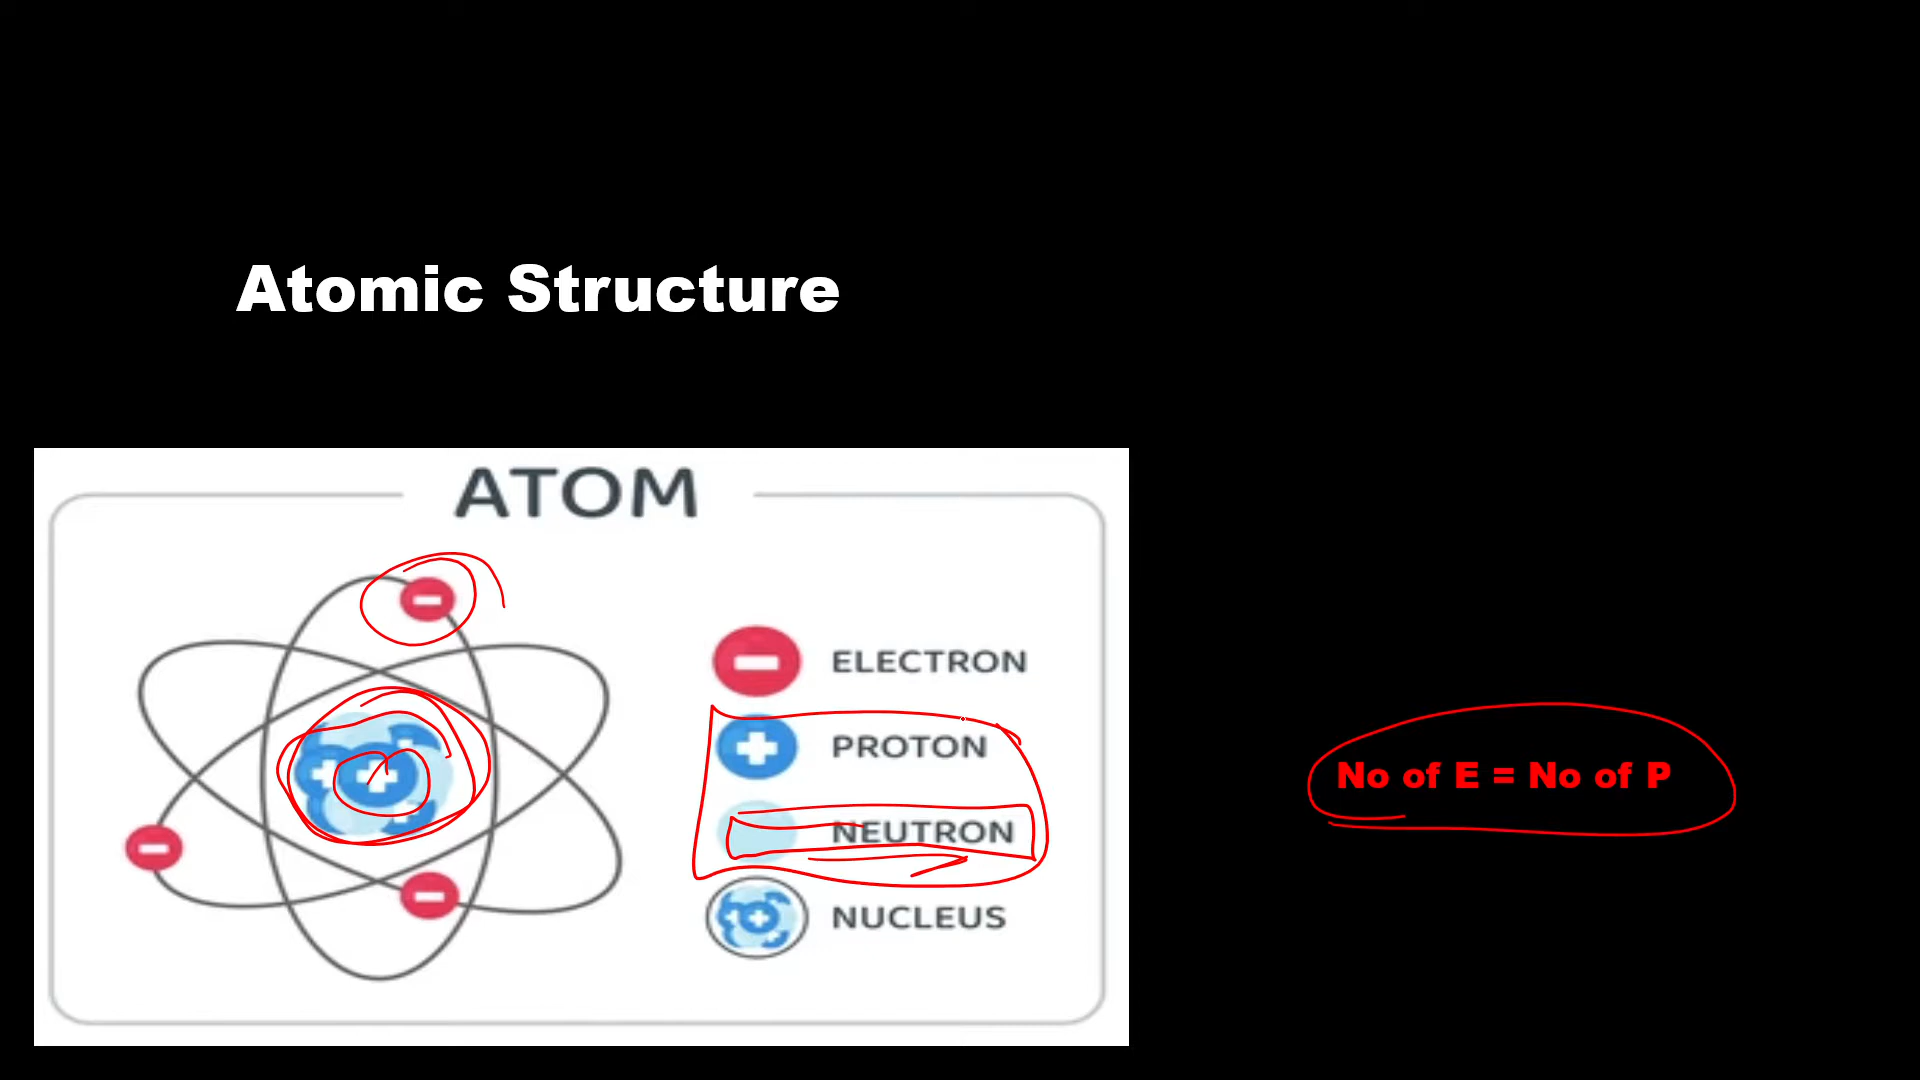 Atomic Structure
ATOM
ELECTRON
PROTON
NEUTRON
NUCLEUS
No of E = No of P